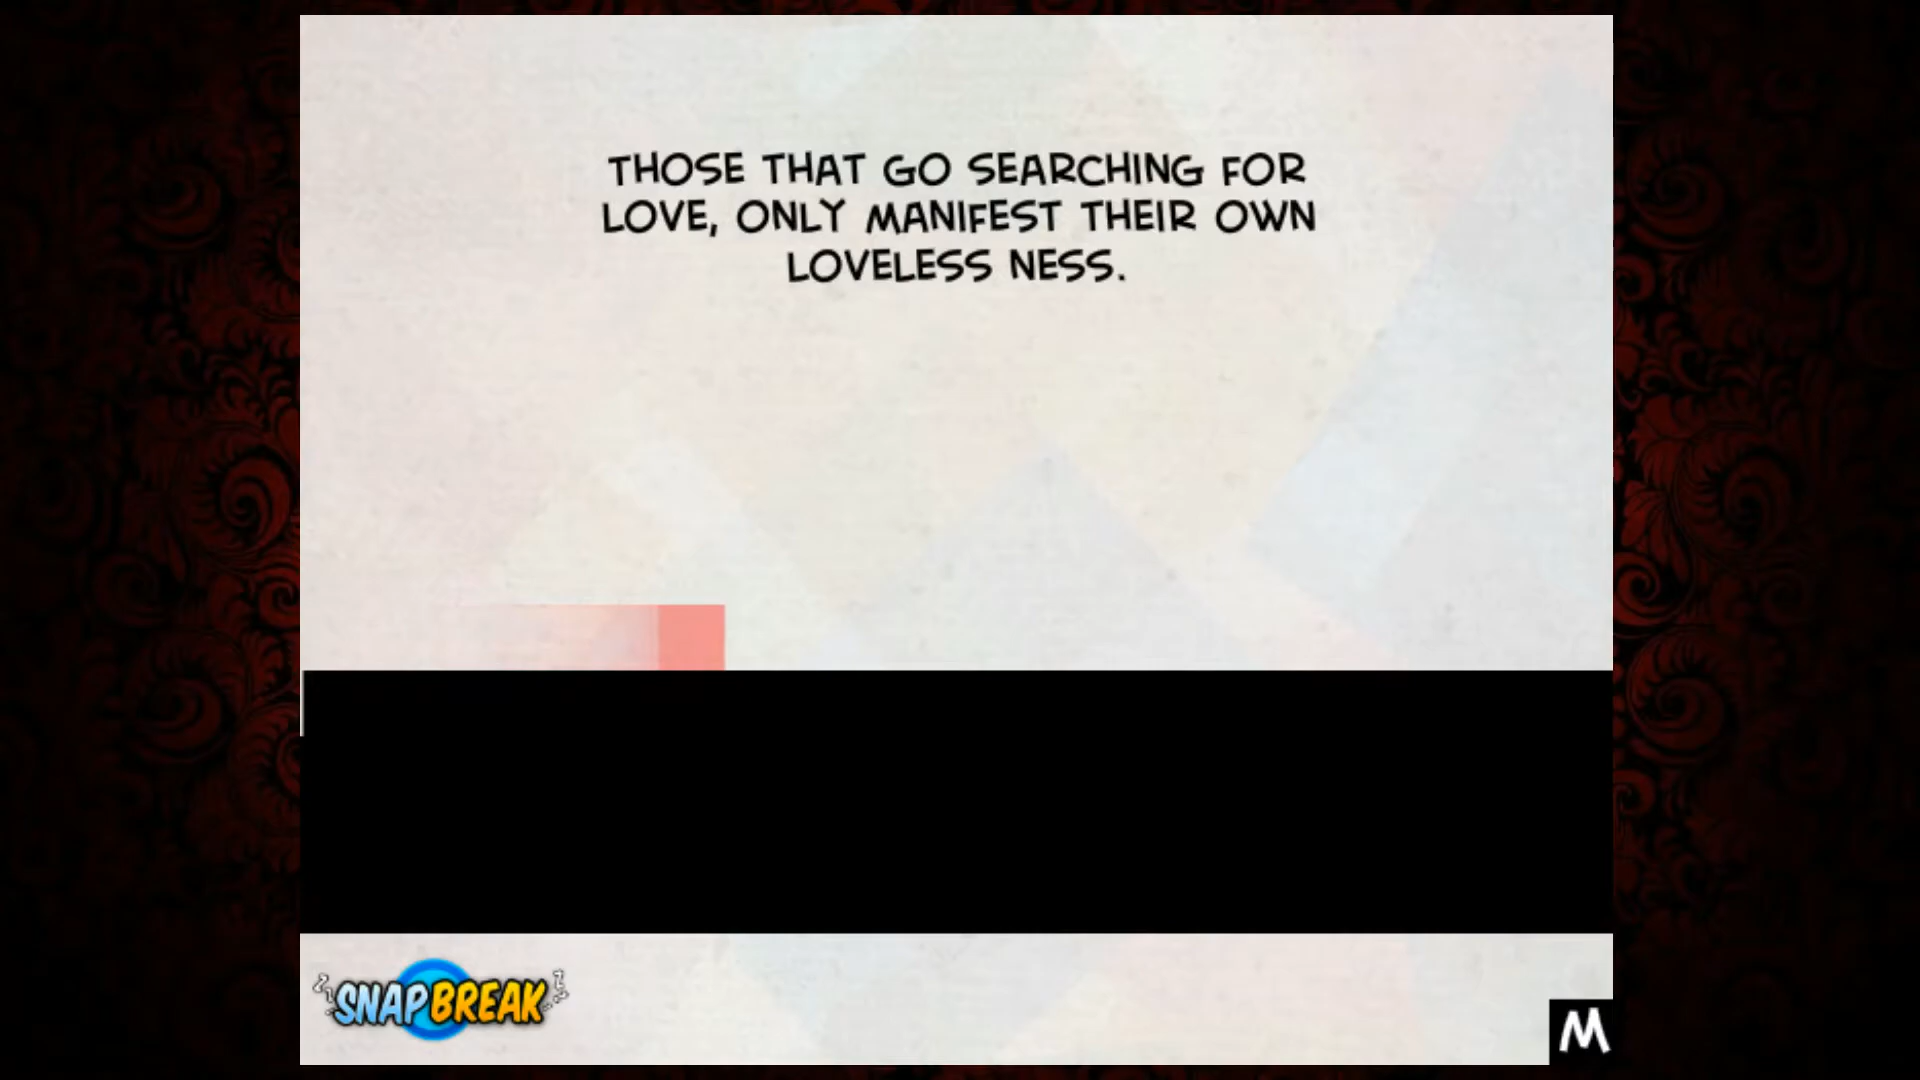 THOSE THAT GO SEARCHING FOR
LOVE, ONLY MANIFEST THEIR OWN
LOVELESS NESS.
SNAPBREAK
M